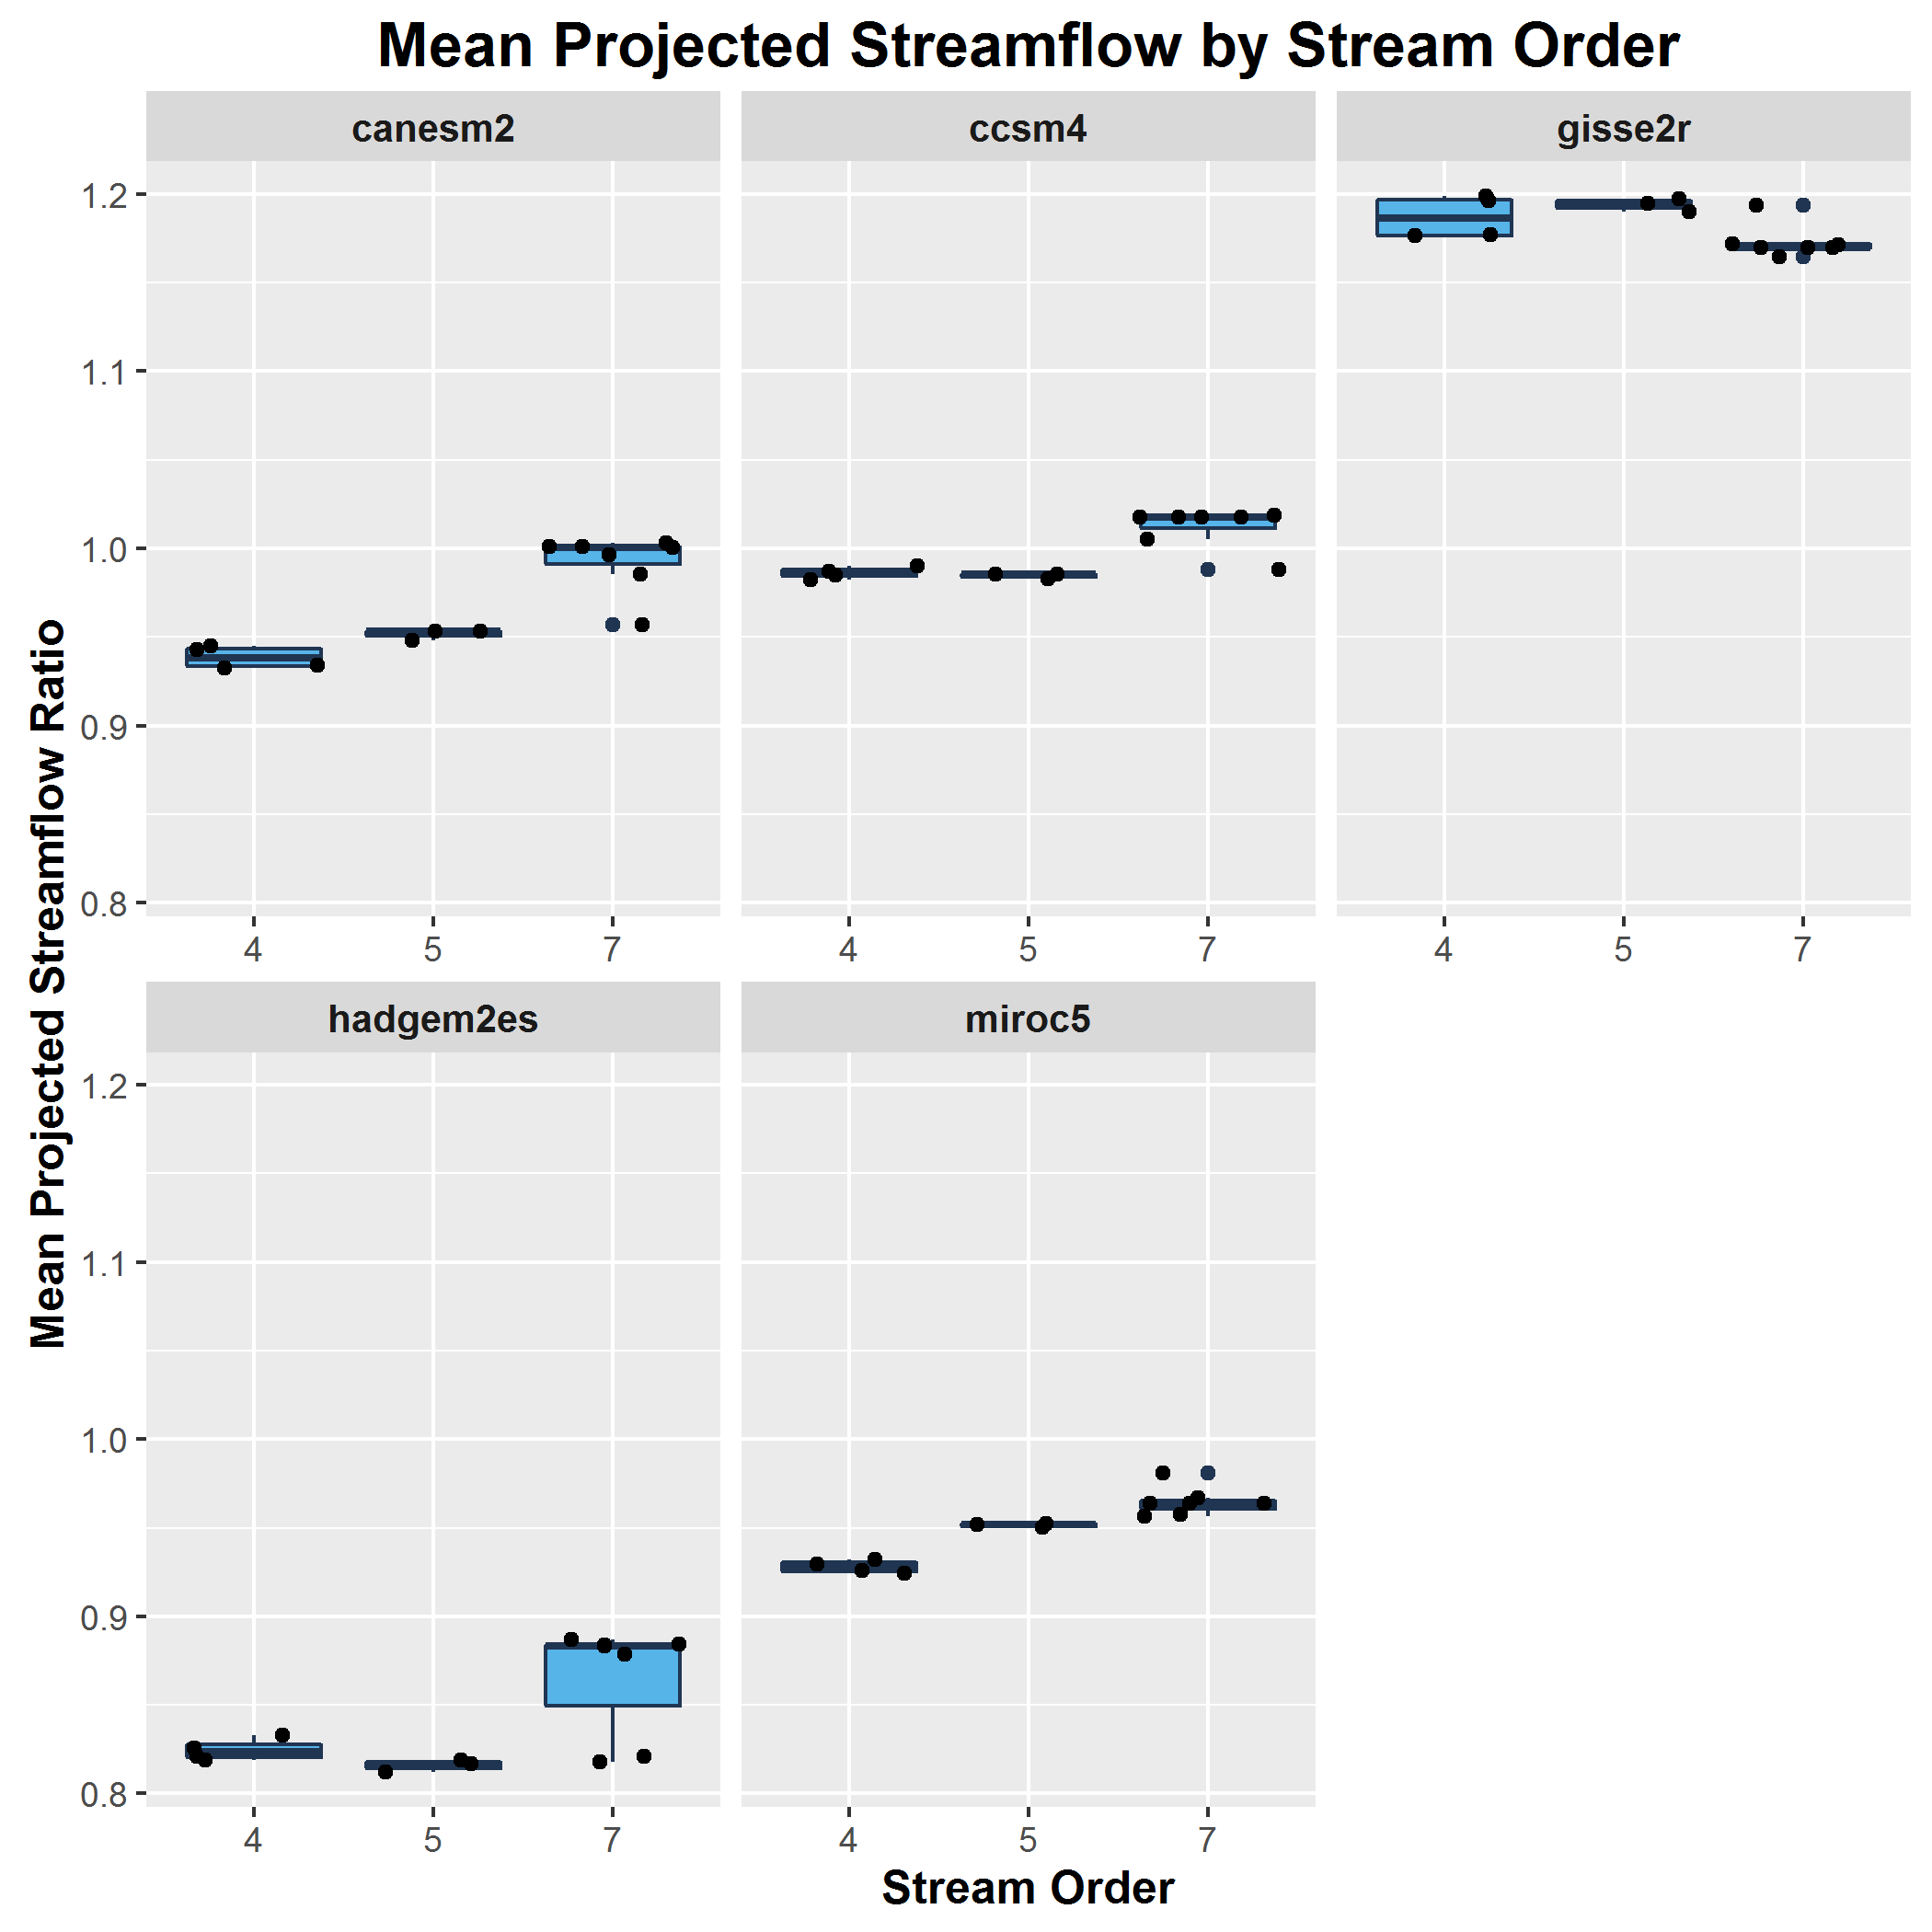 Mean Projected Streamflow by Stream Order
canesm2
ccsm4
gisse2r
1.2
1.1
1.0
0.9
0.8
4 5 7
4 5 7
4 5 7
Mean Projected Streamflow Ratio
hadgem2es
miroc5
1.2
1.1
1.0
0.9
0.8
4 5 7
4 5 7
Stream Order